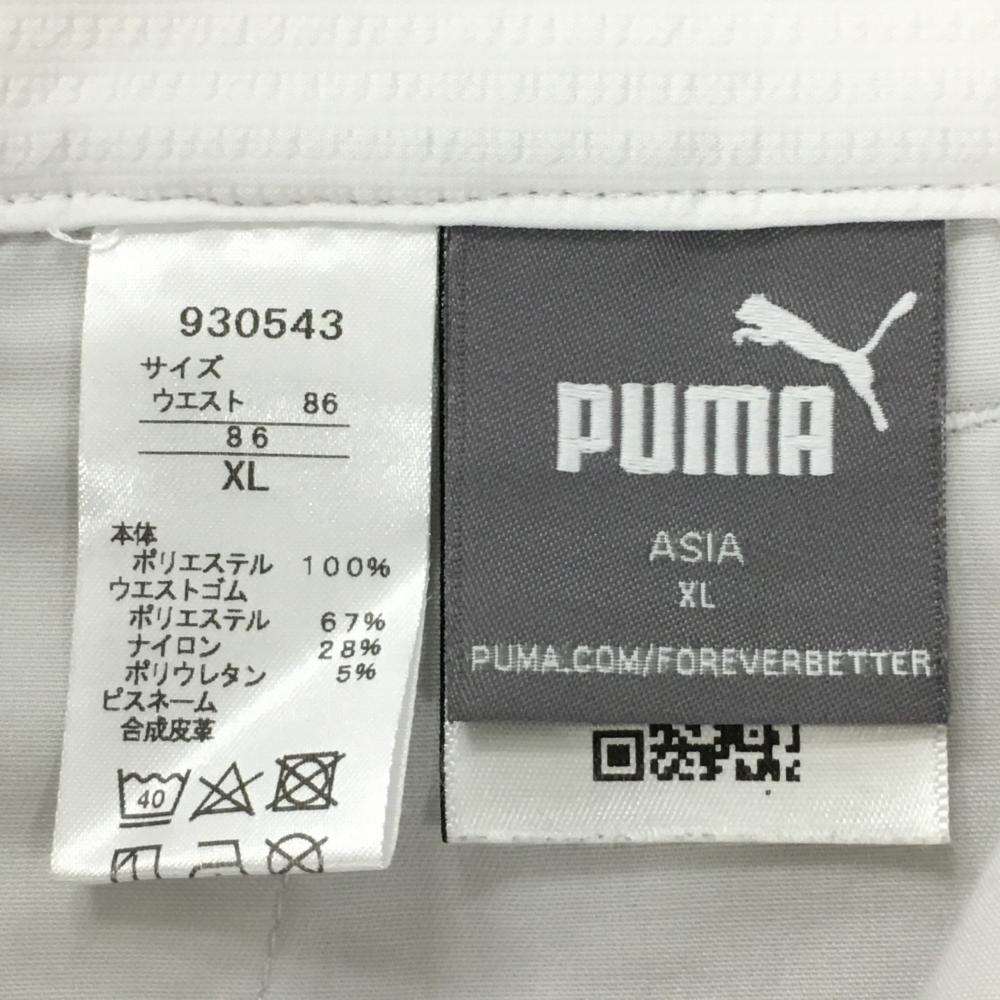 930543
サイズ
ウエスト 86
86
XL
本体
ポリエステル 100%
ウエストゴム
ポリエステル 67%
ナイロン 28%
ポリウレタン 5%
ピスネーム
合成皮革
40
PUMA
ASIA
XL
PUMA.COM/FOREVERBETTER